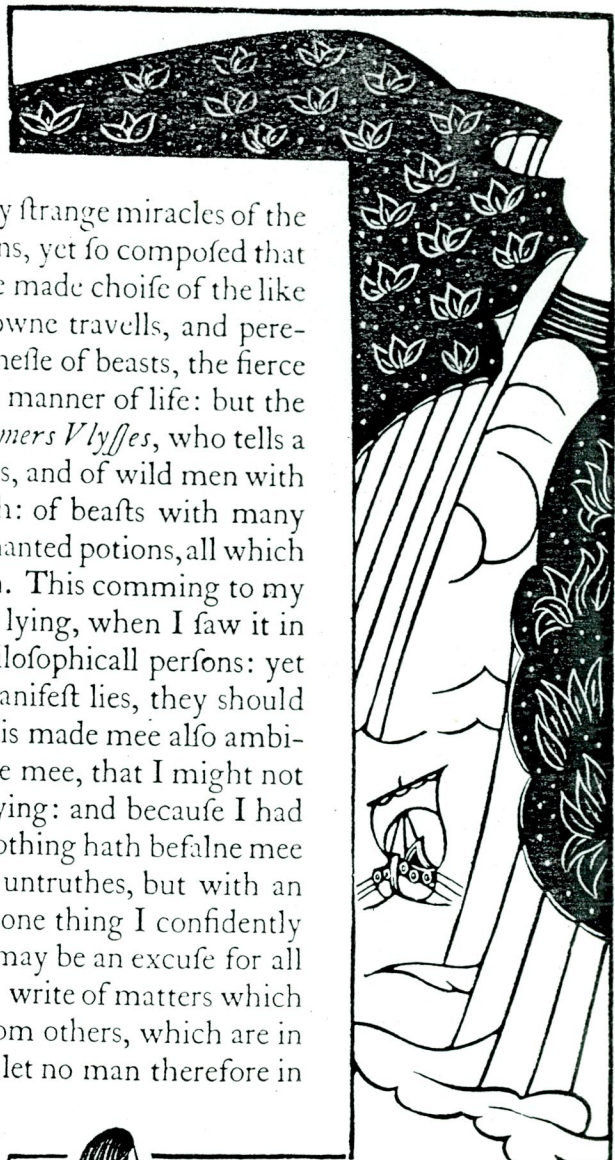 y ſtrange miracles of the
ns, yet ſo compoſed that
e made choiſe of the like
owne travells, and pere-
neſſe of beasts, the fierce
manner of life: but the
mers Vlyſſes, who tells a
s, and of wild men with
h: of beaſts with many
anted potions, all which
. This comming to my
lying, when I ſaw it in
iloſophicall perſons: yet
anifeſt lies, they should
is made mee alſo ambi-
e mee, that I might not
ying: and becauſe I had
othing hath befalne mee
untruthes, but with an
one thing I confidently
may be an excuſe for all
write of matters which
om others, which are in
let no man therefore in